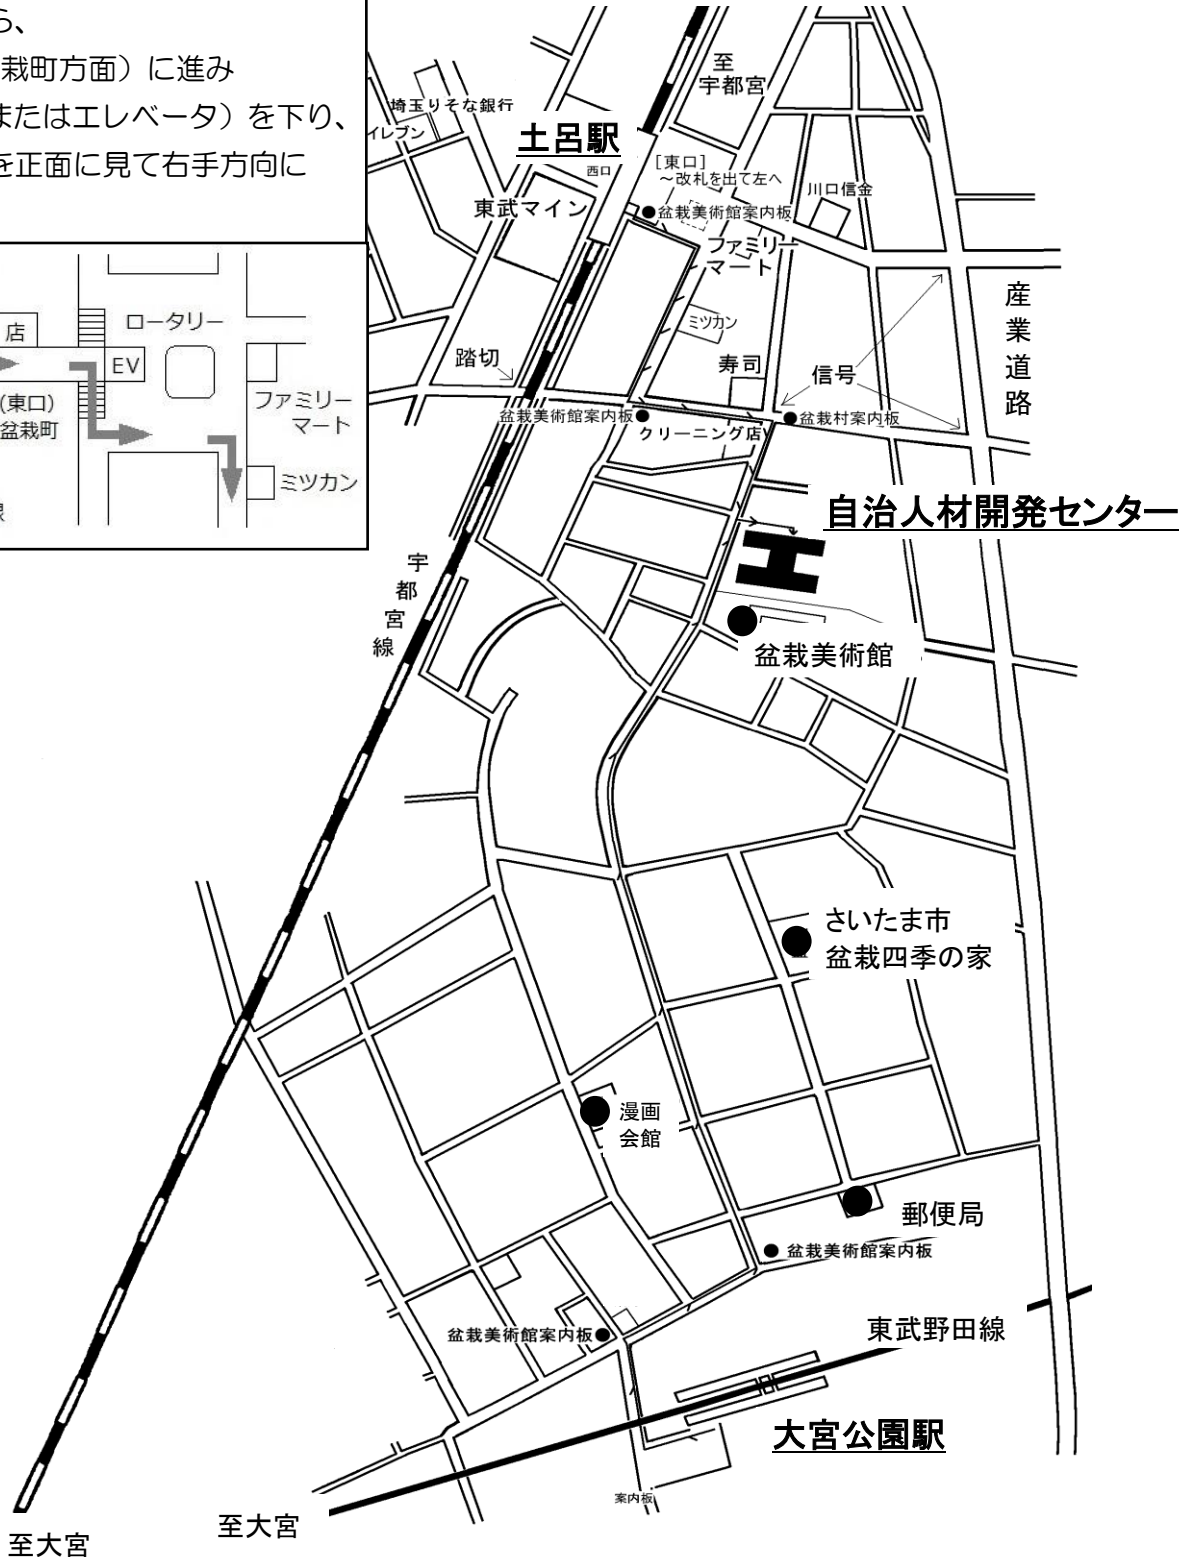 ら、
栽町方面）に進み
またはエレベータ）を下り、
を正面に見て右手方向に
店
ロータリー
EV
(東口)
盆栽町
ファミリー
マート
ミツカン
線
至
宇都宮
埼玉りそな銀行
イレブン
土呂駅
西口
[東口]
～改札を出て左へ
川口信金
東武マイン
盆栽美術館案内板
ファミリー
マート
産業道路
ミツカン
踏切
寿司
信号
盆栽美術館案内板
盆栽村案内板
クリーニング店
自治人材開発センター
宇都宮線
盆栽美術館
さいたま市
盆栽四季の家
漫画
会館
郵便局
盆栽美術館案内板
東武野田線
盆栽美術館案内板
大宮公園駅
案内板
至大宮
至大宮